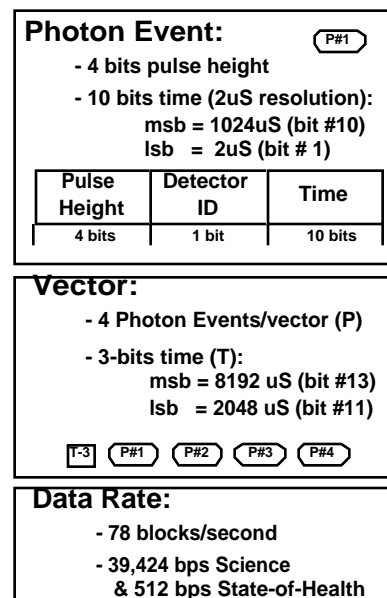 Photon Event:
P#1
- 4 bits pulse height
- 10 bits time (2uS resolution):
msb = 1024uS (bit #10)
lsb = 2uS (bit # 1)
Pulse Height
Detector ID
Time
4 bits
1 bit
10 bits
Vector:
- 4 Photon Events/vector (P)
- 3-bits time (T):
msb = 8192 uS (bit #13)
lsb = 2048 uS (bit #11)
T-3 P#1 P#2 P#3 P#4
Data Rate:
- 78 blocks/second
- 39,424 bps Science
& 512 bps State-of-Health